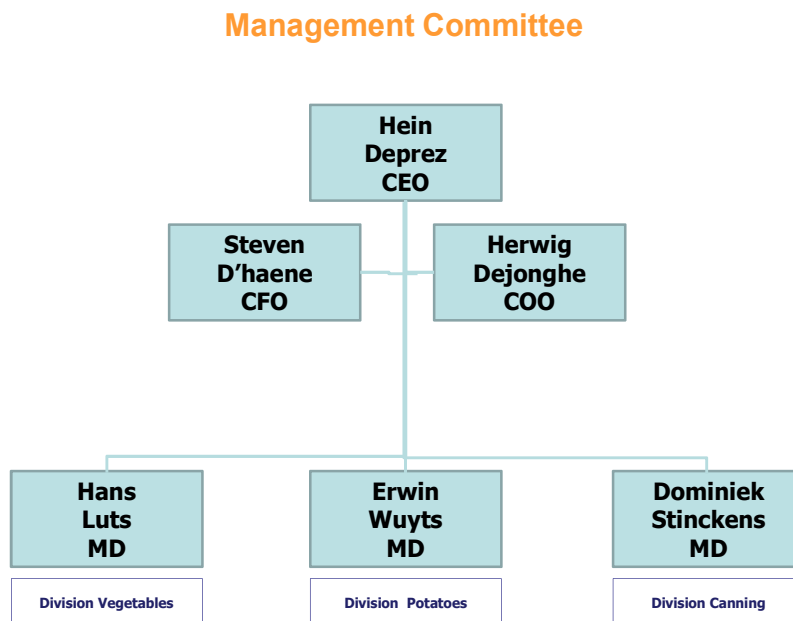 Management Committee
Hein
Deprez
CEO
Steven
D’haene
CFO
Herwig
Dejonghe
COO
Hans
Luts
MD
Erwin
Wuyts
MD
Dominiek
Stinckens
MD
Division Vegetables
Division Potatoes
Division Canning